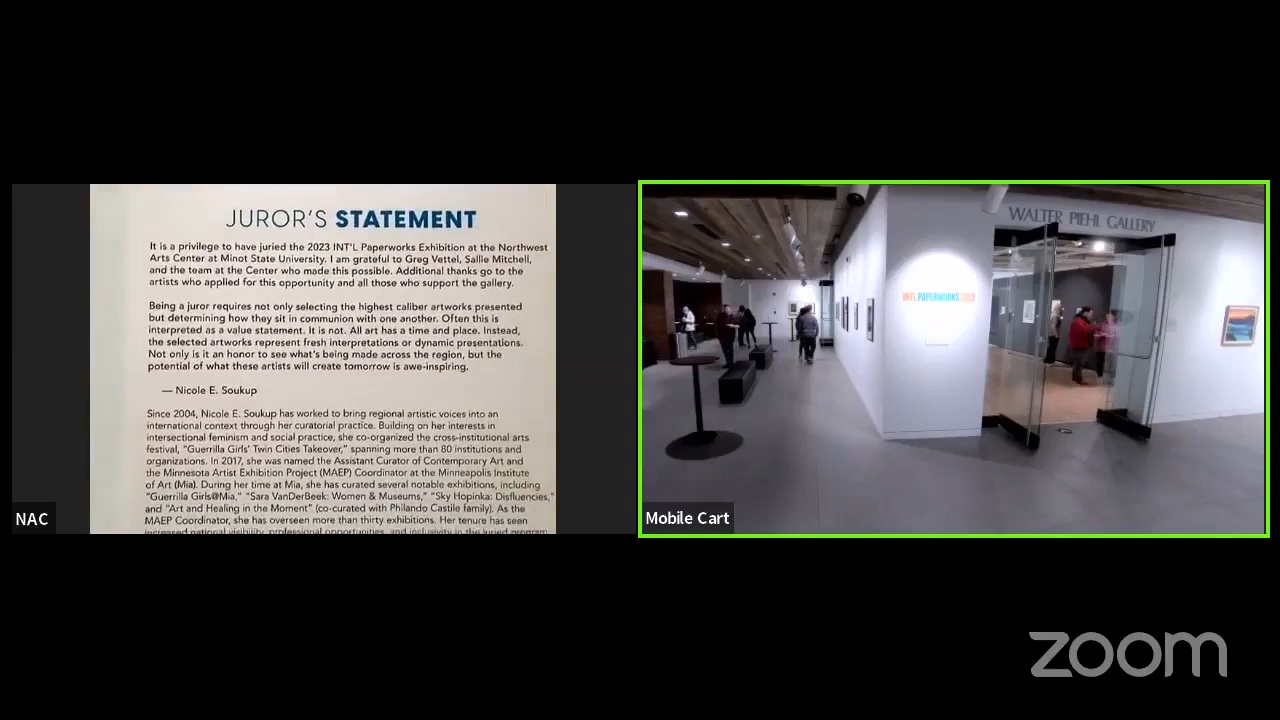 JUROR'S STATEMENT
It is a privilege to have juried the 2023 INT'L Paperworks Exhibition at the Northwest
Arts Center at Minot State University. I am grateful to Greg Vettel, Sallie Mitchell,
and the team at the Center who made this possible. Additional thanks go to the
artists who applied for this opportunity and all those who support the gallery.
Being a juror requires not only selecting the highest caliber artworks presented
but determining how they sit in communion with one another. Often this is
interpreted as a value statement. It is not. All art has a time and place. Instead,
the selected artworks represent fresh interpretations or dynamic presentations.
Not only is it an honor to see what's being made across the region, but the
potential of what these artists will create tomorrow is awe-inspiring.
— Nicole E. Soukup
Since 2004, Nicole E. Soukup has worked to bring regional artistic voices into an
international context through her curatorial practice. Building on her interests in
intersectional feminism and social practice, she co-organized the cross-institutional arts
festival, "Guerrilla Girls' Twin Cities Takeover," spanning more than 80 institutions and
organizations. In 2017, she was named the Assistant Curator of Contemporary Art and
the Minnesota Artist Exhibition Project (MAEP) Coordinator at the Minneapolis Institute
of Art (Mia). During her time at Mia, she has curated several notable exhibitions, including
"Guerrilla Girls@Mia," "Sara VanDerBeek: Women & Museums," "Sky Hopinka: Disfluencies,"
and "Art and Healing in the Moment" (co-curated with Philando Castile family). As the
MAEP Coordinator, she has overseen more than thirty exhibitions. Her tenure has seen
increased national visibility, professional opportunities, and inclusivity in the juried program
NAC
WALTER PIEHL GALLERY
INT'L PAPERWORKS 2023
Mobile Cart
zoom